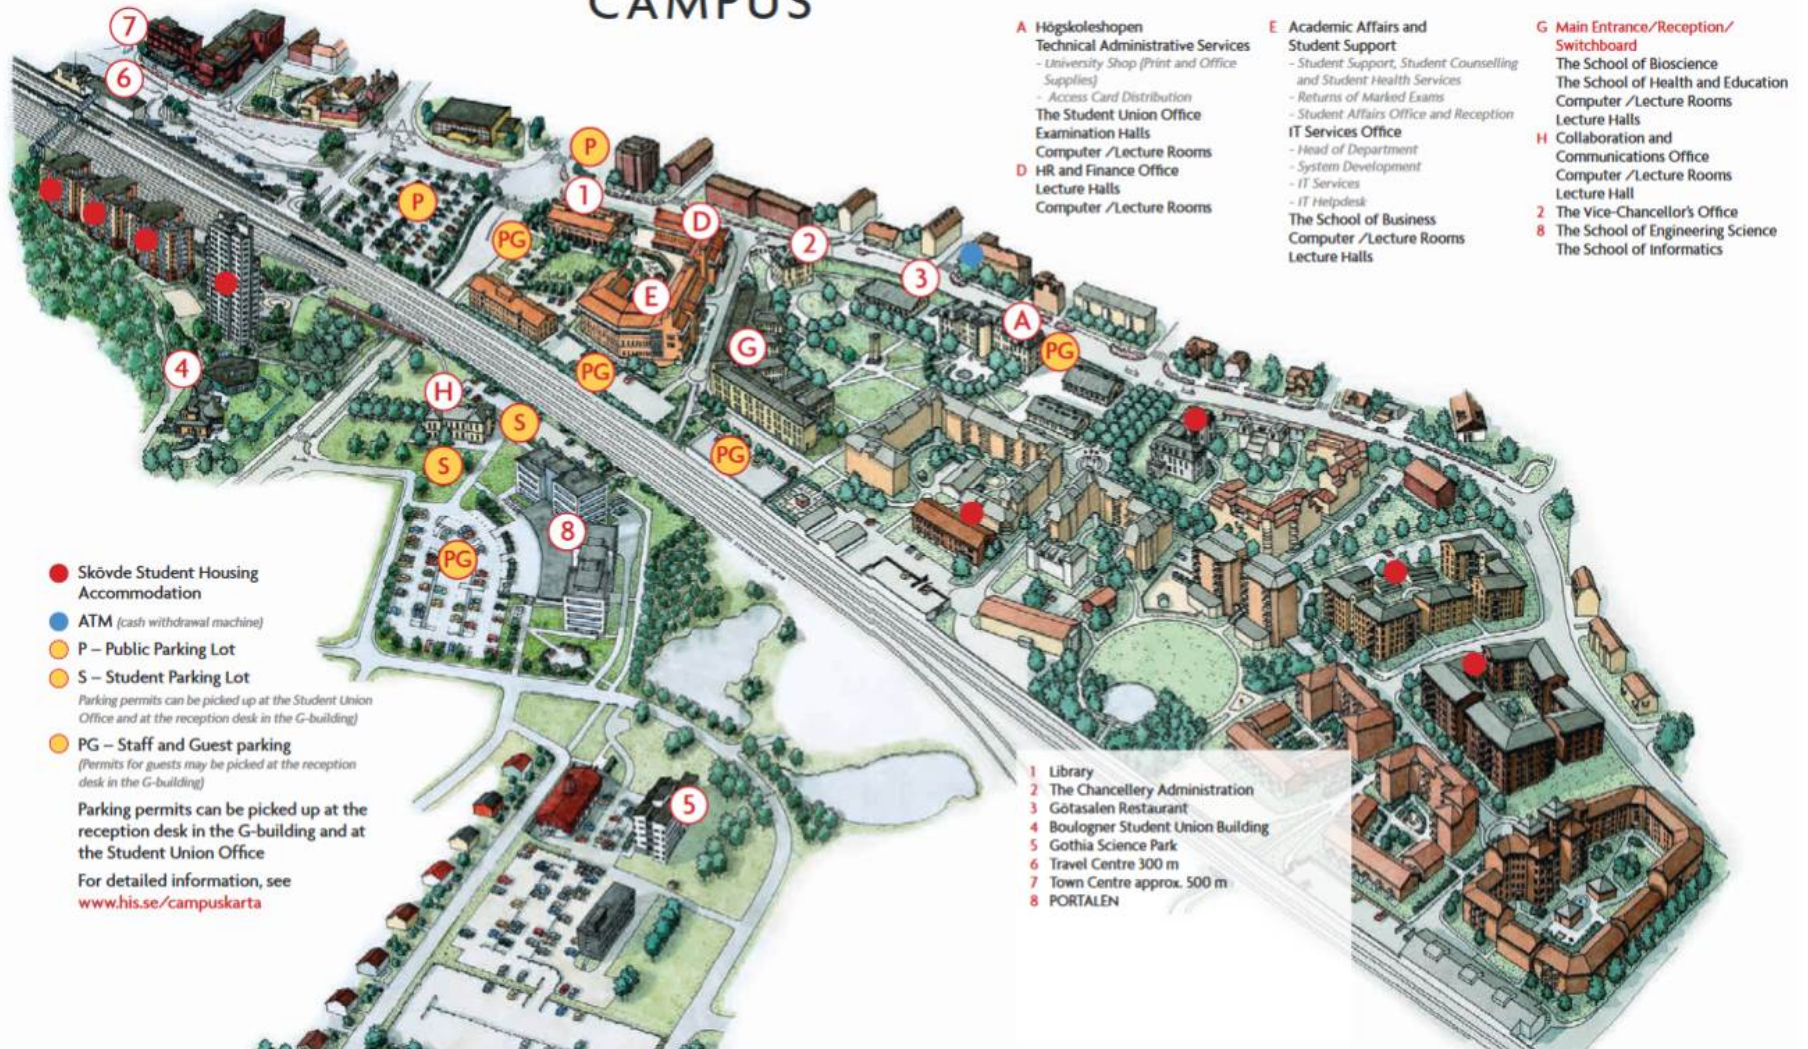 CAMPUS
A Högskoleshopen
Technical Administrative Services
- University Shop (Print and Office
Supplies)
- Access Card Distribution
The Student Union Office
Examination Halls
Computer /Lecture Rooms
D HR and Finance Office
Lecture Halls
Computer /Lecture Rooms
E Academic Affairs and
Student Support
- Student Support, Student Counselling
and Student Health Services
- Returns of Marked Exams
- Student Affairs Office and Reception
IT Services Office
- Head of Department
- System Development
- IT Services
- IT Helpdesk
The School of Business
Computer /Lecture Rooms
Lecture Halls
G Main Entrance/Reception/
Switchboard
The School of Bioscience
The School of Health and Education
Computer /Lecture Rooms
Lecture Halls
H Collaboration and
Communications Office
Computer /Lecture Rooms
Lecture Hall
2 The Vice-Chancellor's Office
8 The School of Engineering Science
The School of Informatics
7
6
P
P
1
PG
D
2
3
E
A
PG
G
PG
4
H
S
S
PG
8
PG
5
Skövde Student Housing
Accommodation
ATM (cash withdrawal machine)
P – Public Parking Lot
S – Student Parking Lot
Parking permits can be picked up at the Student Union
Office and at the reception desk in the G-building)
PG – Staff and Guest parking
(Permits for guests may be picked at the reception
desk in the G-building)
Parking permits can be picked up at the
reception desk in the G-building and at
the Student Union Office
For detailed information, see
www.his.se/campuskarta
1 Library
2 The Chancellery Administration
3 Götasalen Restaurant
4 Boulogner Student Union Building
5 Gothia Science Park
6 Travel Centre 300 m
7 Town Centre approx. 500 m
8 PORTALEN